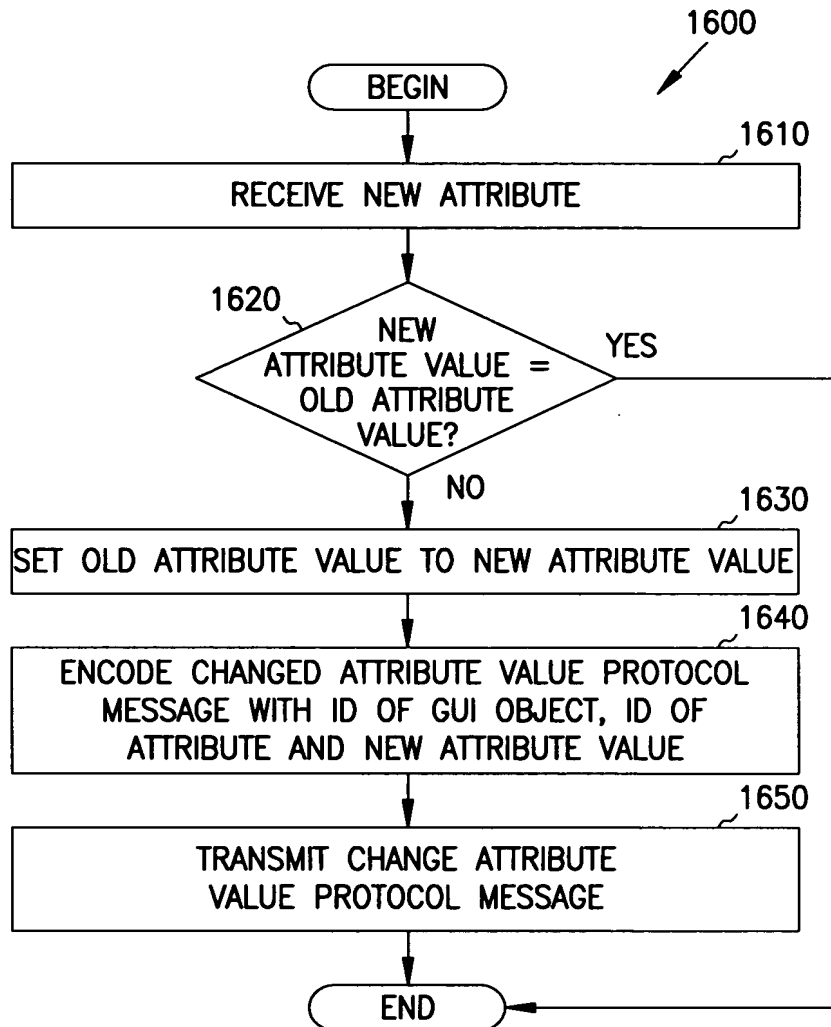 1600
BEGIN
1610
RECEIVE NEW ATTRIBUTE
1620
NEW
ATTRIBUTE VALUE =
OLD ATTRIBUTE
VALUE?
YES
NO
1630
SET OLD ATTRIBUTE VALUE TO NEW ATTRIBUTE VALUE
1640
ENCODE CHANGED ATTRIBUTE VALUE PROTOCOL
MESSAGE WITH ID OF GUI OBJECT, ID OF
ATTRIBUTE AND NEW ATTRIBUTE VALUE
1650
TRANSMIT CHANGE ATTRIBUTE
VALUE PROTOCOL MESSAGE
END